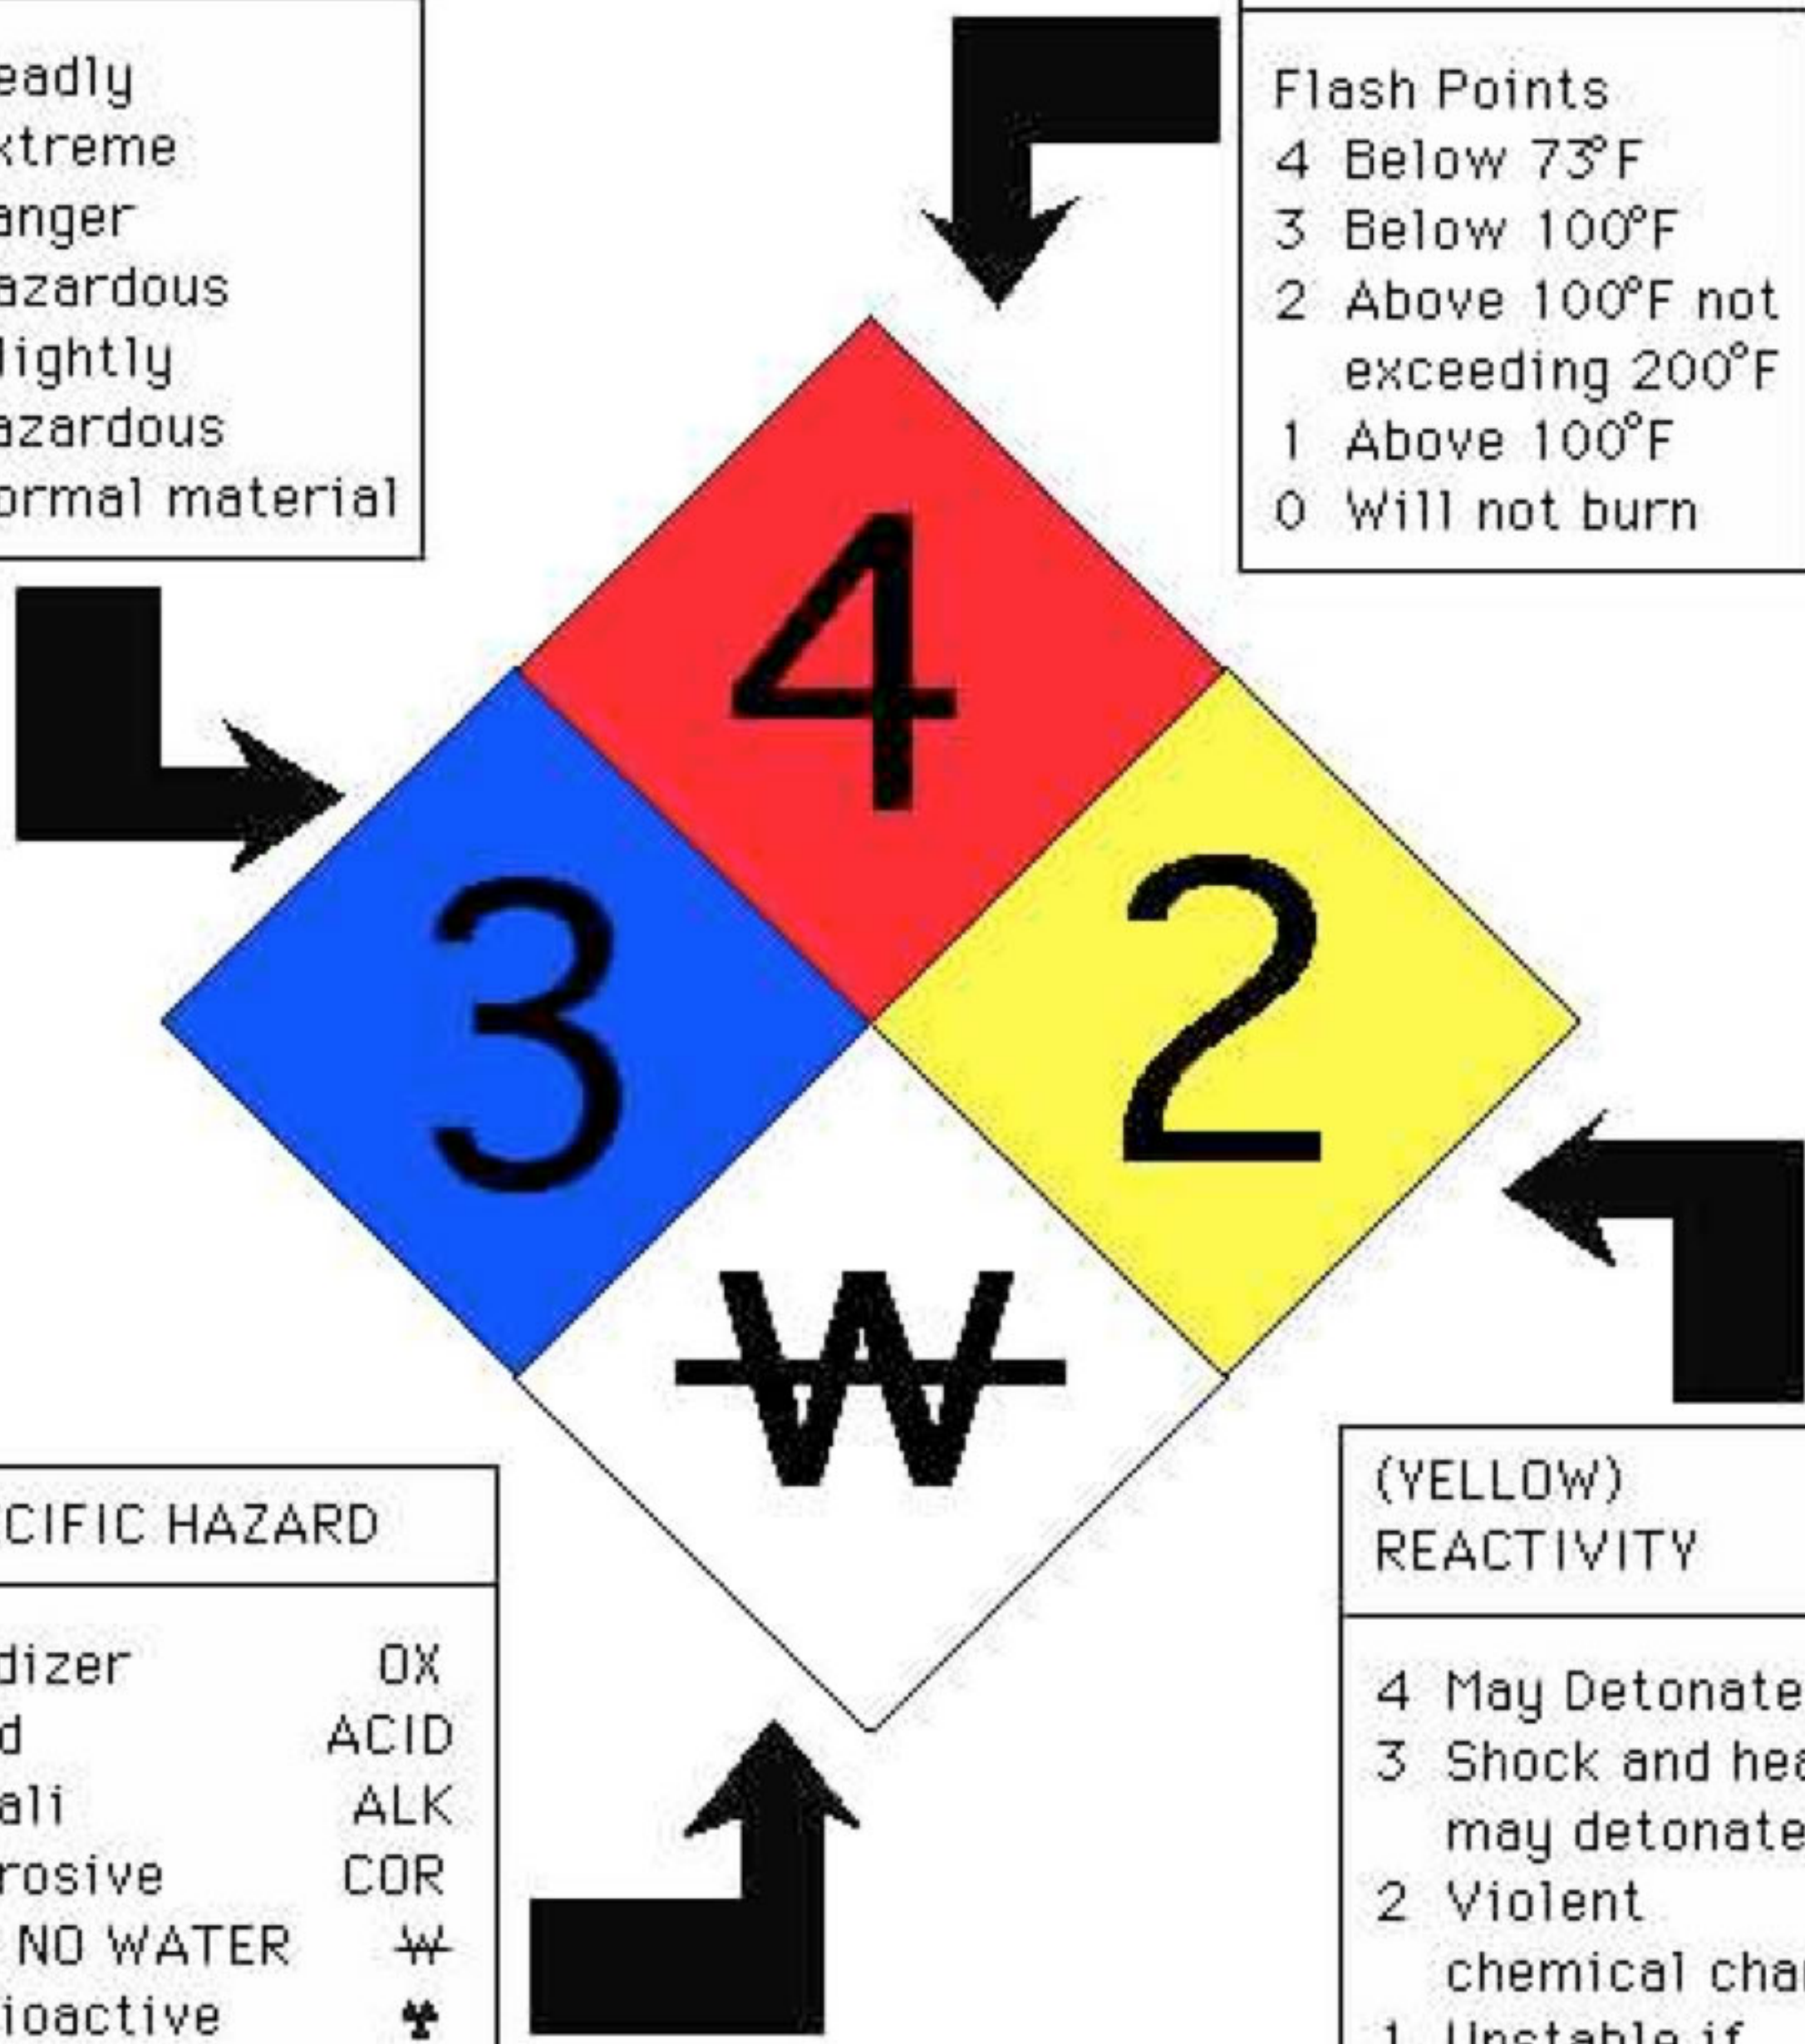 eadly
xtreme
anger
azardous
lightly
azardous
ormal material
Flash Points
4 Below 73°F
3 Below 100°F
2 Above 100°F not
exceeding 200°F
1 Above 100°F
0 Will not burn
4
3
2
W
CIFIC HAZARD
dizer OX
d ACID
ali ALK
rosive COR
NO WATER W
ioactive
(YELLOW)
REACTIVITY
4 May Detonate
3 Shock and hea
may detonate
2 Violent
chemical cha
1 Unstable if